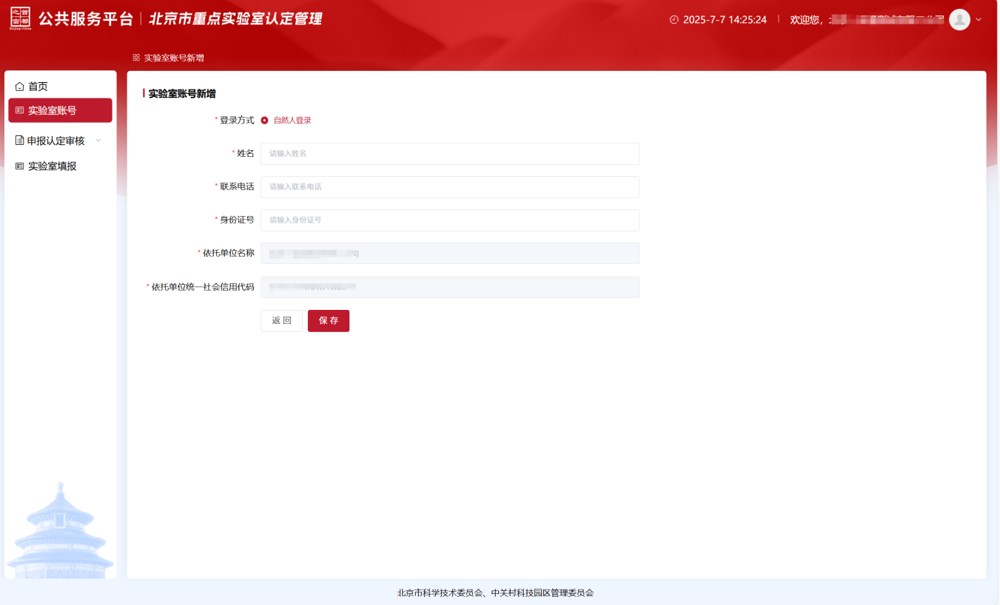 首都之窗
Beijing-China
公共服务平台 北京市重点实验室认定管理
2025-7-7 14:25:24
欢迎您,
实验室账号新增
首页
实验室账号
申报认定审核
实验室填报
实验室账号新增
* 登录方式 自然人登录
* 姓名 请输入姓名
* 联系电话 请输入联系电话
* 身份证号 请输入身份证号
* 依托单位名称
* 依托单位统一社会信用代码
返回 保存
北京市科学技术委员会、中关村科技园区管理委员会